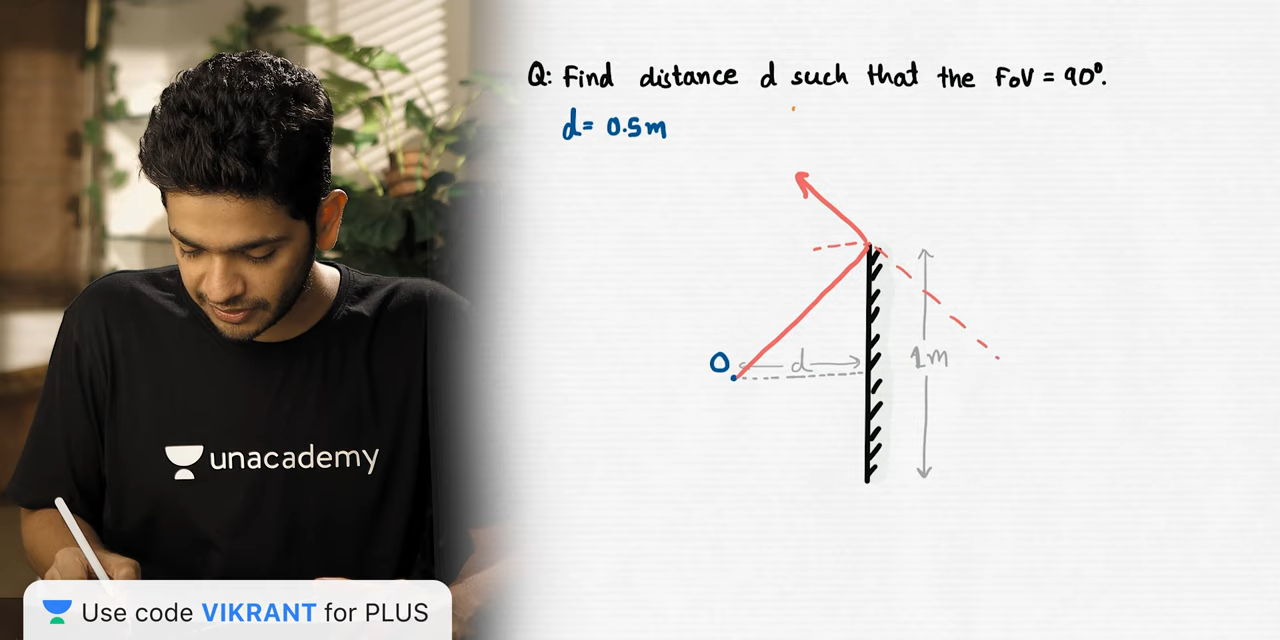 Q: Find distance d such that the FoV = 90°.
d = 0.5m
O
d
1m
unacademy
Use code VIKRANT for PLUS